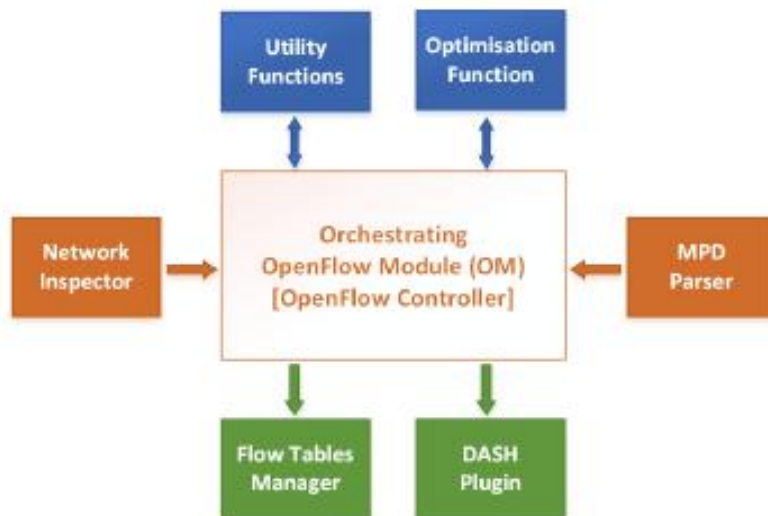 Utility
Functions
Optimisation
Function
Network
Inspector
Orchestrating
OpenFlow Module (OM)
[OpenFlow Controller]
MPD
Parser
Flow Tables
Manager
DASH
Plugin